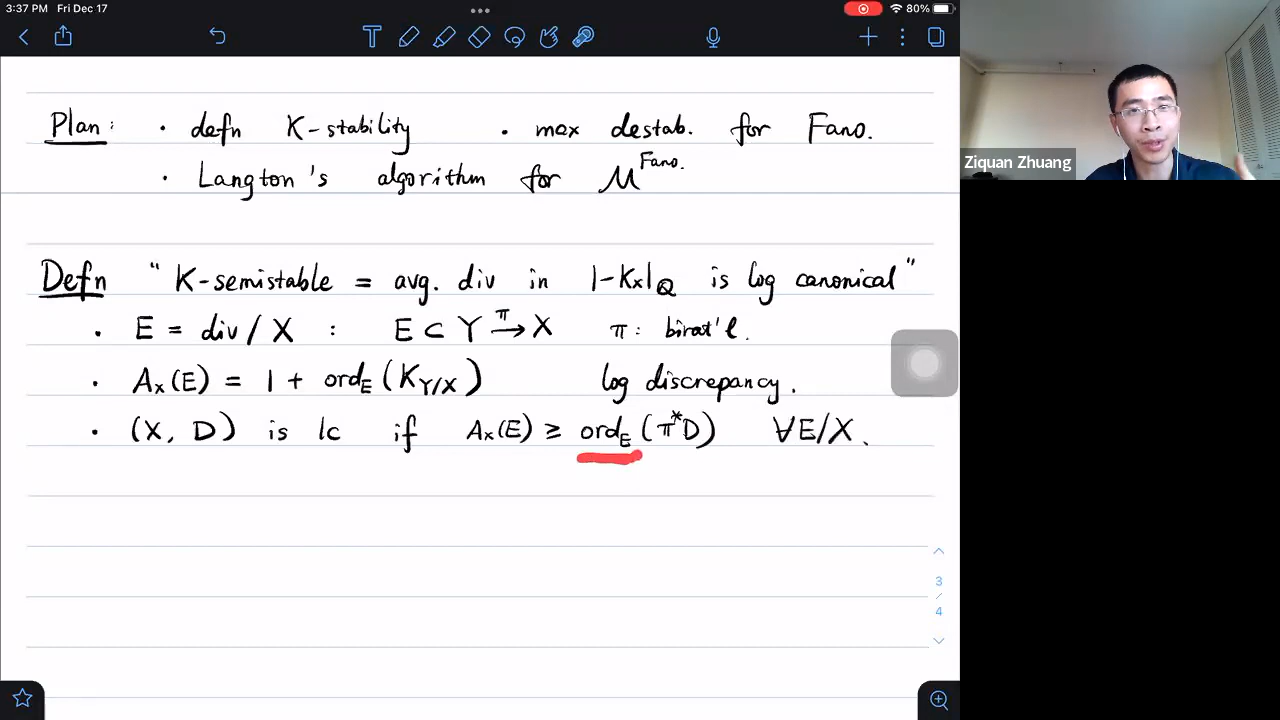 3:37 PM Fri Dec 17
80%
Plan: · defn K-stability · max destab. for Fano.
· Langton's algorithm for M^Fano.
Ziquan Zhuang
Defn "K-semistable = avg. div in |-K_X|_Q is log canonical"
· E = div/X : E ⊂ Y →^π X π: birat'l.
· A_X(E) = 1 + ord_E(K_{Y/X}) log discrepancy.
· (X, D) is lc if A_X(E) ≥ ord_E(π*D) ∀E/X.
3
/
4